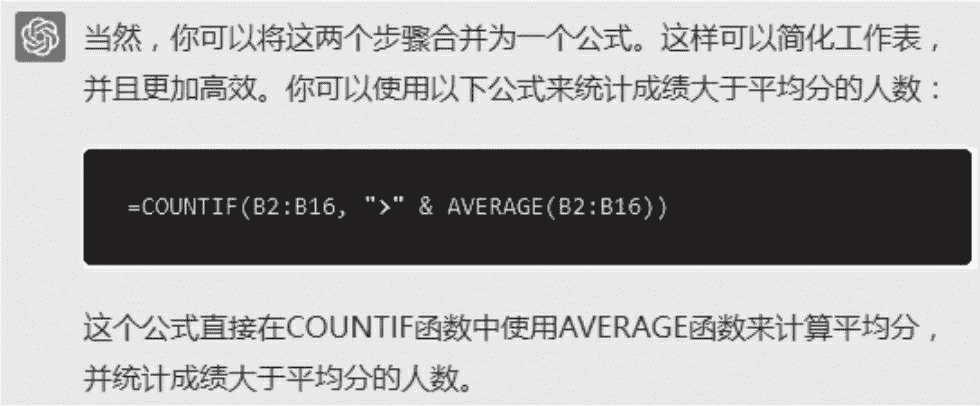 当然，你可以将这两个步骤合并为一个公式。这样可以简化工作表，
并且更加高效。你可以使用以下公式来统计成绩大于平均分的人数：
=COUNTIF(B2:B16, ">" & AVERAGE(B2:B16))
这个公式直接在COUNTIF函数中使用AVERAGE函数来计算平均分，
并统计成绩大于平均分的人数。